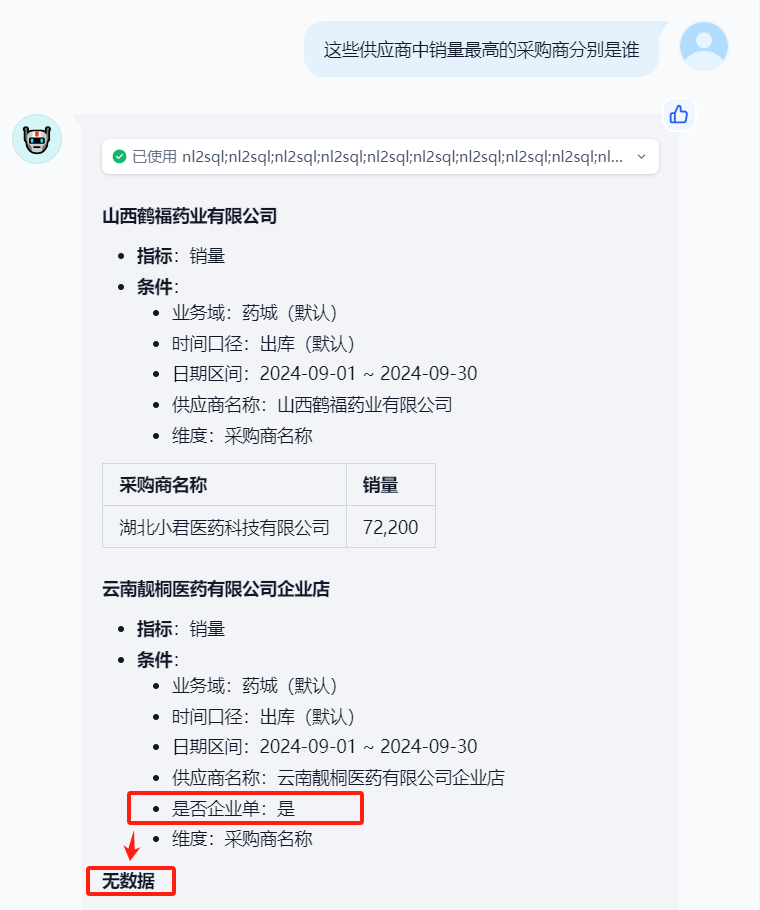 这些供应商中销量最高的采购商分别是谁
已使用 nl2sql;nl2sql;nl2sql;nl2sql;nl2sql;nl2sql;nl2sql;nl2sql;nl2sql;nl...
山西鹤福药业有限公司
指标：销量
条件：
业务域：药城（默认）
时间口径：出库（默认）
日期区间：2024-09-01 ~ 2024-09-30
供应商名称：山西鹤福药业有限公司
维度：采购商名称
采购商名称 销量
湖北小君医药科技有限公司 72,200
云南靓桐医药有限公司企业店
指标：销量
条件：
业务域：药城（默认）
时间口径：出库（默认）
日期区间：2024-09-01 ~ 2024-09-30
供应商名称：云南靓桐医药有限公司企业店
是否企业单：是
维度：采购商名称
无数据